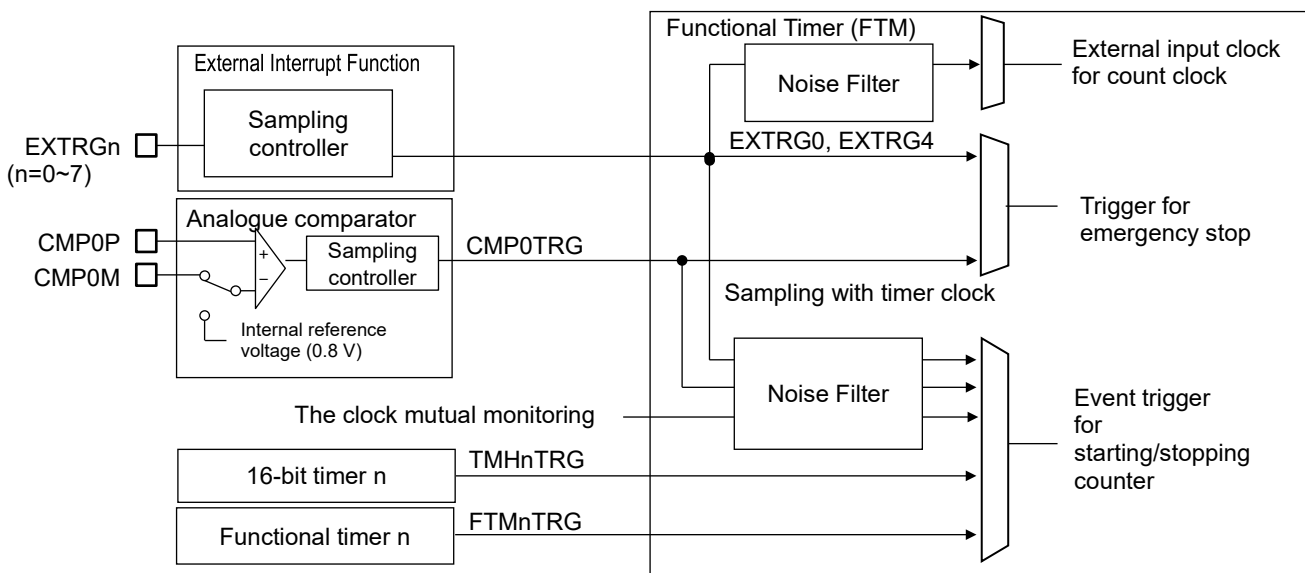 Functional Timer (FTM)
External Interrupt Function
Sampling
controller
Noise Filter
External input clock
for count clock
EXTRGn
(n=0~7)
EXTRG0, EXTRG4
Analogue comparator
CMP0P
CMP0M
+
−
Sampling
controller
CMP0TRG
Trigger for
emergency stop
Sampling with timer clock
Internal reference
voltage (0.8 V)
Noise Filter
The clock mutual monitoring
Event trigger
for
starting/stopping
counter
16-bit timer n
TMHnTRG
Functional timer n
FTMnTRG